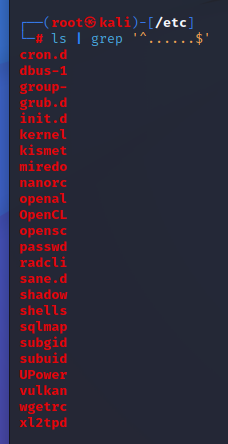 ┌──(root㉿kali)-[/etc]
└─# ls | grep '^......$'
cron.d
dbus-1
group-
grub.d
init.d
kernel
kismet
miredo
nanorc
openal
OpenCL
opensc
passwd
radcli
sane.d
shadow
shells
sqlmap
subgid
subuid
UPower
vulkan
wgetrc
xl2tpd